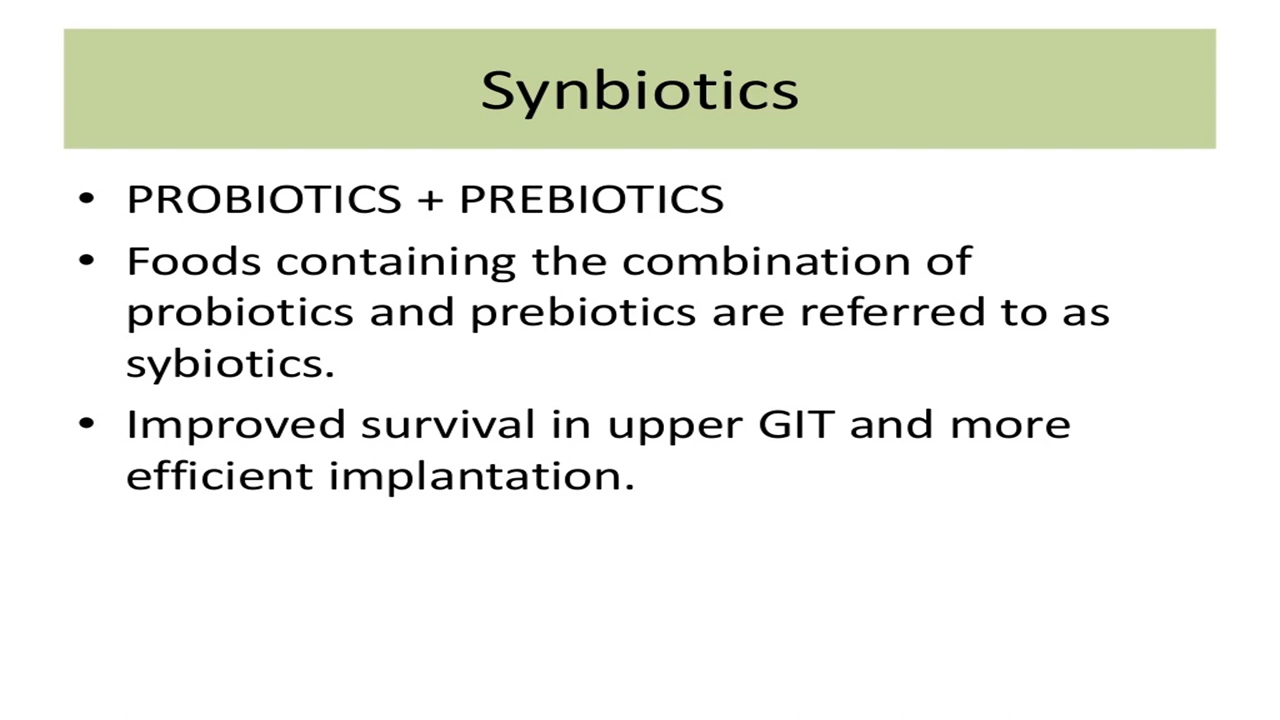 Synbiotics
• PROBIOTICS + PREBIOTICS
• Foods containing the combination of
probiotics and prebiotics are referred to as
sybiotics.
• Improved survival in upper GIT and more
efficient implantation.